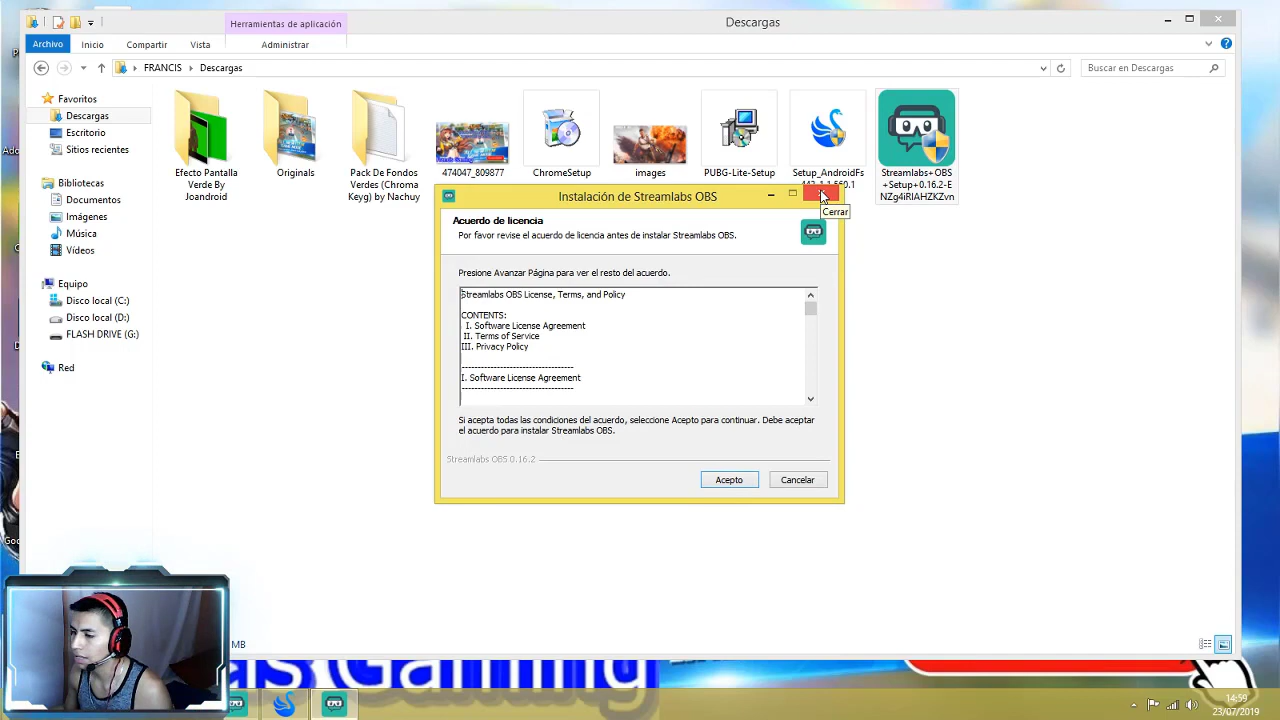 Herramientas de aplicación
Descargas
Archivo
Inicio
Compartir
Vista
Administrar
FRANCIS
Descargas
Buscar en Descargas
Favoritos
Descargas
Escritorio
Sitios recientes
Bibliotecas
Documentos
Imágenes
Música
Vídeos
Equipo
Disco local (C:)
Disco local (D:)
FLASH DRIVE (G:)
Red
Efecto Pantalla
Verde By
Joandroid
Originals
Pack De Fondos
Verdes (Chroma
Keyg) by Nachuy
474047_809877
ChromeSetup
images
PUBG-LiteSetup
Setup_AndroidFs
Streamlabs+OBS
+Setup+0.16.2-E
NZg4iRIAHZKZvn
Instalación de Streamlabs OBS
Cerrar
Acuerdo de licencia
Por favor revise el acuerdo de licencia antes de instalar Streamlabs OBS.
Presione Avanzar Página para ver el resto del acuerdo.
Streamlabs OBS License, Terms, and Policy
CONTENTS:
I. Software License Agreement
II. Terms of Service
III. Privacy Policy
---------------------------------
I. Software License Agreement
---------------------------------
Si acepta todas las condiciones del acuerdo, seleccione Acepto para continuar. Debe aceptar
el acuerdo para instalar Streamlabs OBS.
Streamlabs OBS 0.16.2
Acepto
Cancelar
MB
as Gaming
14:59
23/07/2019